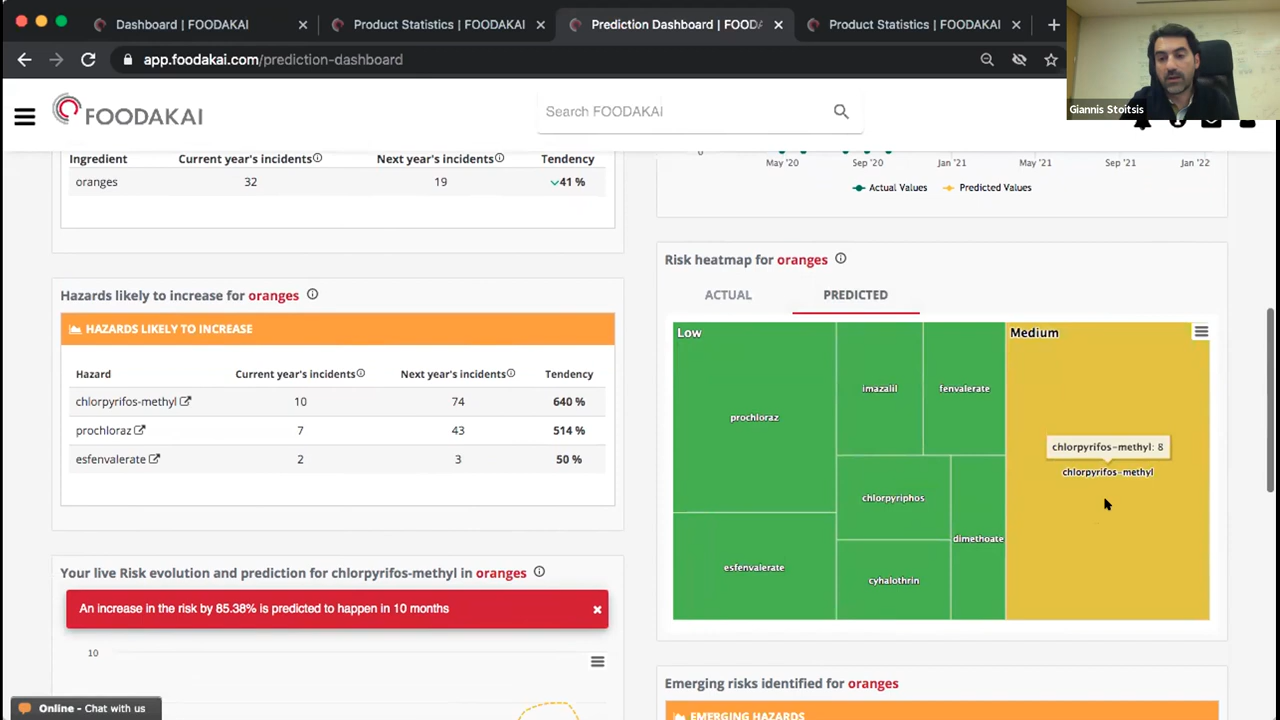 Dashboard | FOODAKAI
Product Statistics | FOODAKAI
Prediction Dashboard | FOODA
Product Statistics | FOODAKAI
app.foodakai.com/prediction-dashboard
Giannis Stoitsis
FOODAKAI
Search FOODAKAI
Ingredient Current year's incidents Next year's incidents Tendency
oranges 32 19 41 %
Hazards likely to increase for oranges
HAZARDS LIKELY TO INCREASE
Hazard Current year's incidents Next year's incidents Tendency
chlorpyrifos-methyl 10 74 640 %
prochloraz 7 43 514 %
esfenvalerate 2 3 50 %
Your live Risk evolution and prediction for chlorpyrifos-methyl in oranges
An increase in the risk by 85.38% is predicted to happen in 10 months
10
Online - Chat with us
0
May '20 Sep '20 Jan '21 May '21 Sep '21 Jan '22
Actual Values Predicted Values
Risk heatmap for oranges
ACTUAL PREDICTED
Low
Medium
prochloraz
imazalil
fenvalerate
chlorpyrifos-methyl: 8
chlorpyrifos-methyl
chlorpyriphos
dimethoate
esfenvalerate
cyhalothrin
Emerging risks identified for oranges
EMERGING HAZARDS